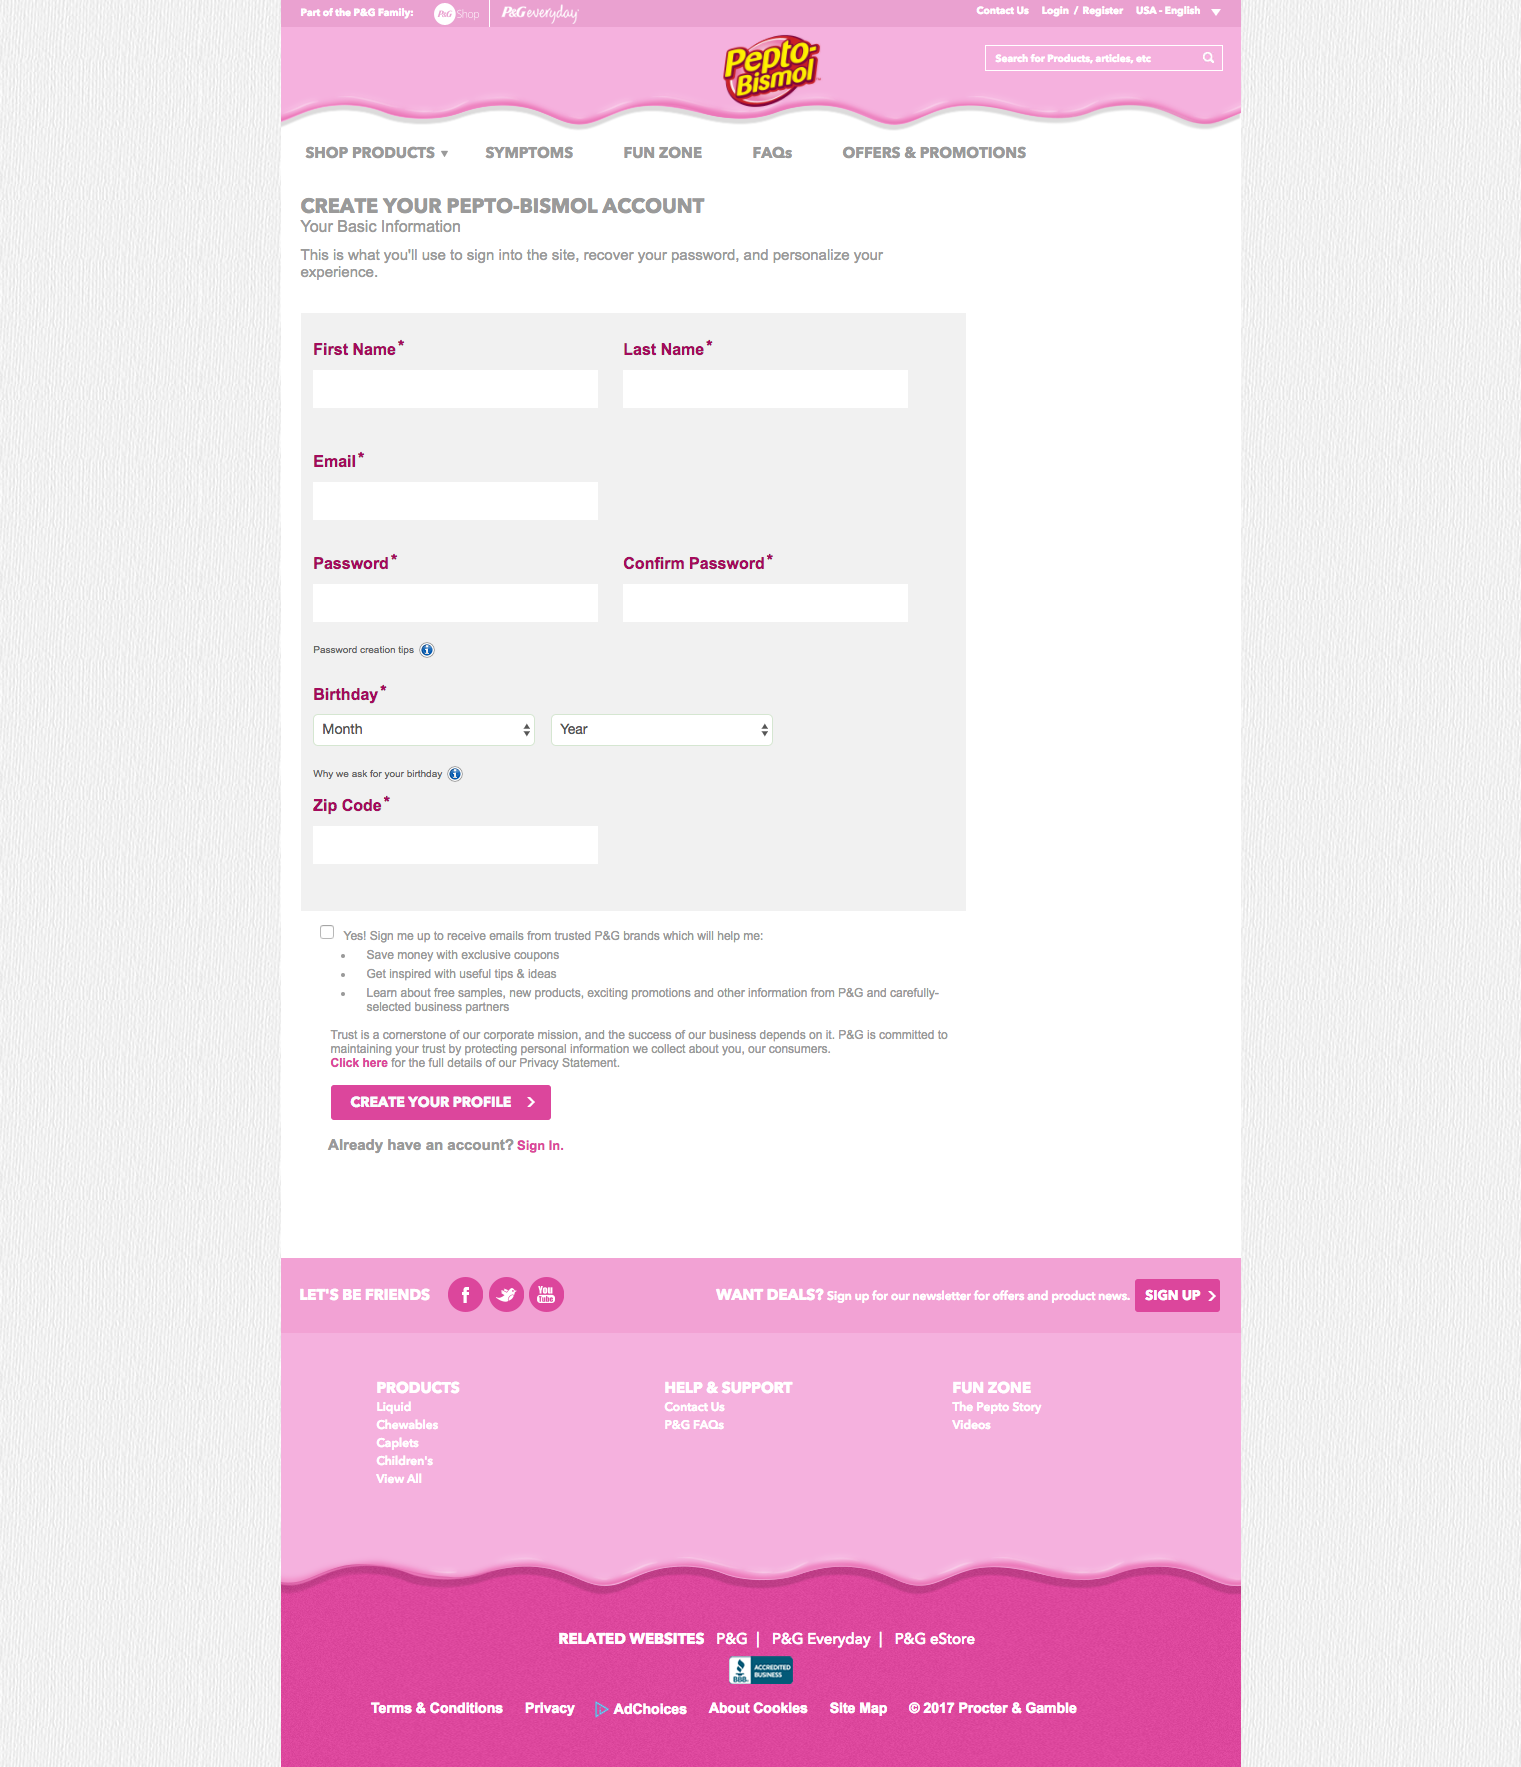 Part of the P&G Family: P&G Shop P&G everyday
Contact Us Login / Register USA - English
Pepto-Bismol
Search for Products, articles, etc
SHOP PRODUCTS SYMPTOMS FUN ZONE FAQs OFFERS & PROMOTIONS
CREATE YOUR PEPTO-BISMOL ACCOUNT
Your Basic Information
This is what you'll use to sign into the site, recover your password, and personalize your
experience.
First Name* Last Name*
Email*
Password* Confirm Password*
Password creation tips i
Birthday*
Month Year
Why we ask for your birthday i
Zip Code*
Yes! Sign me up to receive emails from trusted P&G brands which will help me:
• Save money with exclusive coupons
• Get inspired with useful tips & ideas
• Learn about free samples, new products, exciting promotions and other information from P&G and carefully-
selected business partners
Trust is a cornerstone of our corporate mission, and the success of our business depends on it. P&G is committed to
maintaining your trust by protecting personal information we collect about you, our consumers.
Click here for the full details of our Privacy Statement.
CREATE YOUR PROFILE
Already have an account? Sign In.
LET'S BE FRIENDS f You Tube WANT DEALS? Sign up for our newsletter for offers and product news. SIGN UP
PRODUCTS
Liquid
Chewables
Caplets
Children's
View All
HELP & SUPPORT
Contact Us
P&G FAQs
FUN ZONE
The Pepto Story
Videos
RELATED WEBSITES P&G | P&G Everyday | P&G eStore
BBB. ACCREDITED BUSINESS
Terms & Conditions Privacy AdChoices About Cookies Site Map © 2017 Procter & Gamble